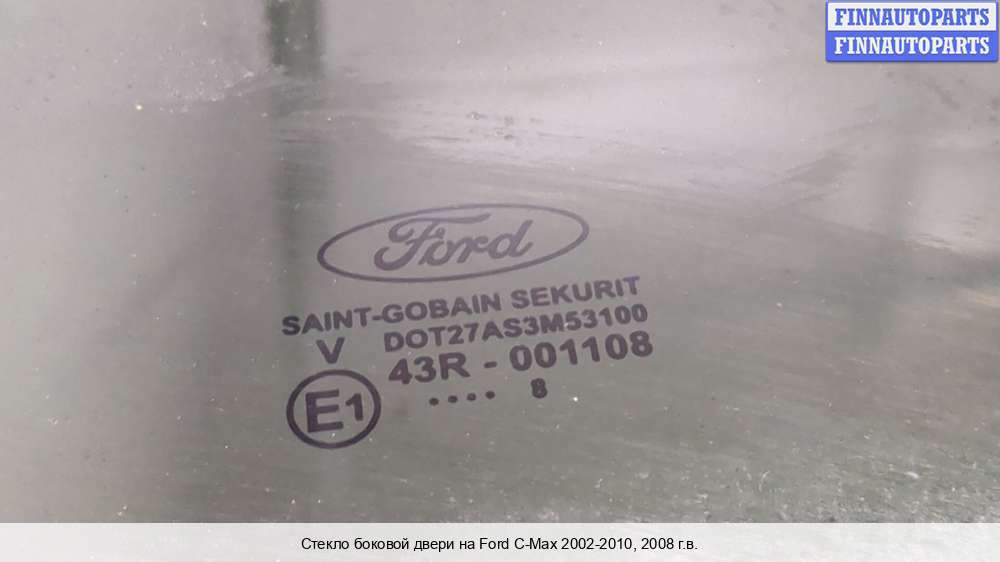 FINNAUTOPARTS
FINNAUTOPARTS
Ford
SAINT-GOBAIN SEKURIT
DOT27AS3M53100
V
43R - 001108
E1
.... 8
Стекло боковой двери на Ford C-Max 2002-2010, 2008 г.в.